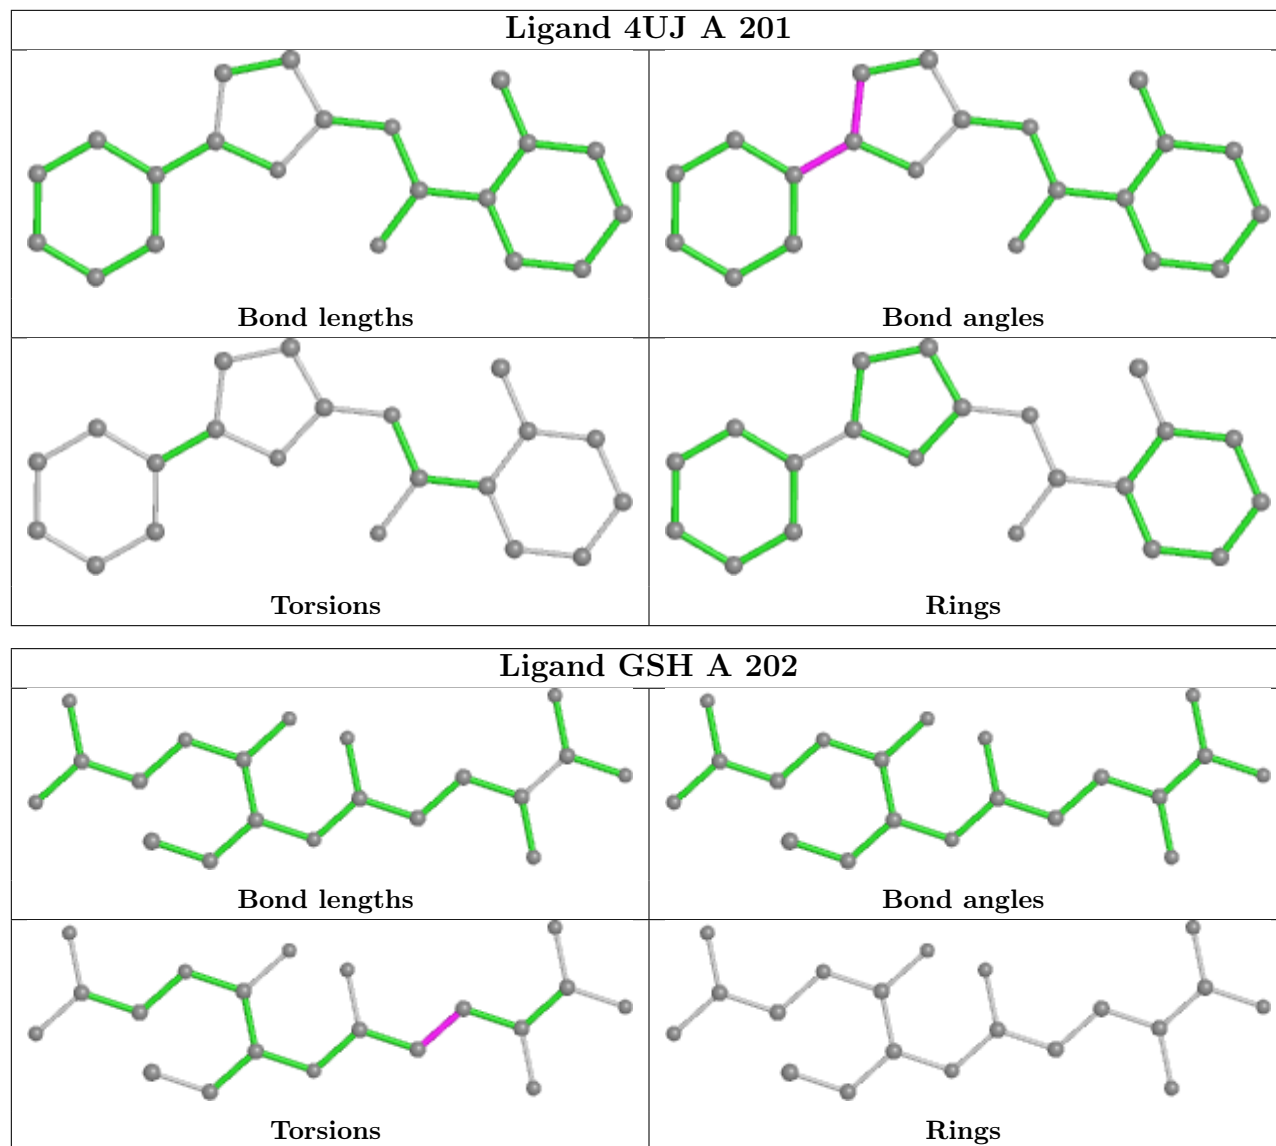 Ligand 4UJ A 201
Bond lengths
Bond angles
Torsions
Rings
Ligand GSH A 202
Bond lengths
Bond angles
Torsions
Rings